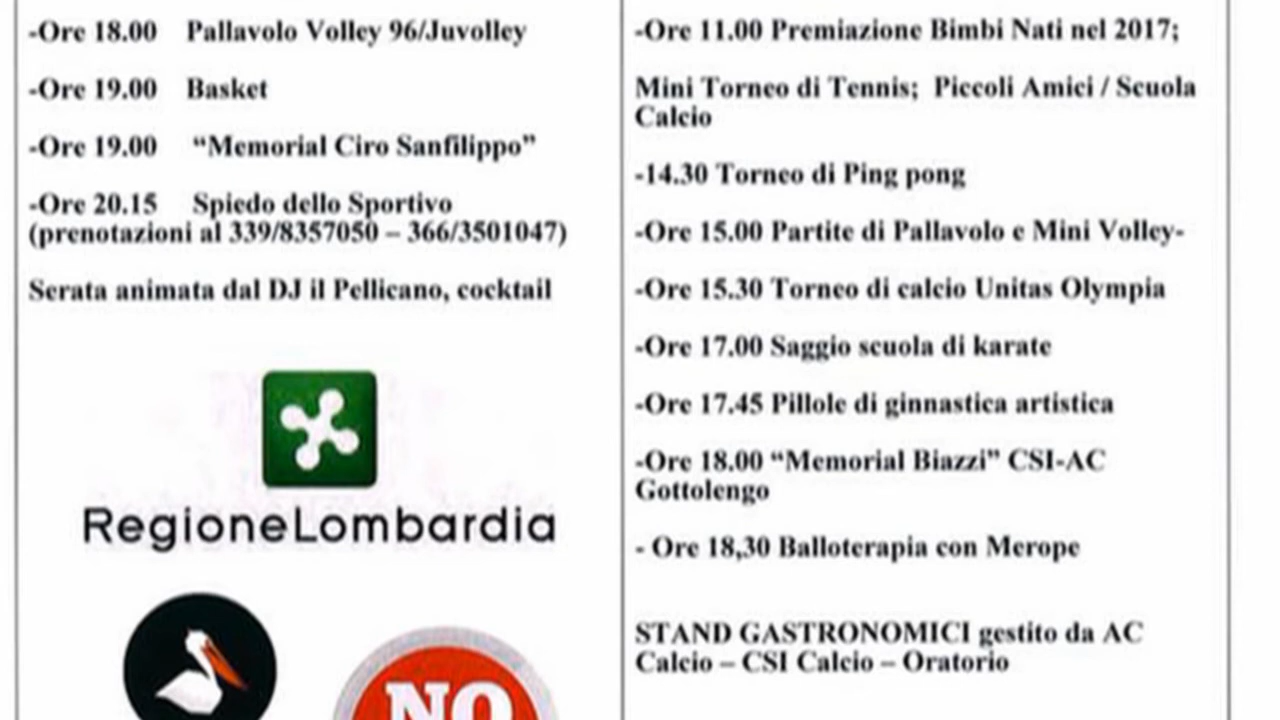 -Ore 18.00 Pallavolo Volley 96/Juvolley
-Ore 19.00 Basket
-Ore 19.00 “Memorial Ciro Sanfilippo”
-Ore 20.15 Spiedo dello Sportivo
(prenotazioni al 339/8357050 – 366/3501047)
Serata animata dal DJ il Pellicano, cocktail
RegioneLombardia
NO
-Ore 11.00 Premiazione Bimbi Nati nel 2017;
Mini Torneo di Tennis; Piccoli Amici / Scuola
Calcio
-14.30 Torneo di Ping pong
-Ore 15.00 Partite di Pallavolo e Mini Volley-
-Ore 15.30 Torneo di calcio Unitas Olympia
-Ore 17.00 Saggio scuola di karate
-Ore 17.45 Pillole di ginnastica artistica
-Ore 18.00 “Memorial Biazzi” CSI-AC
Gottolengo
- Ore 18,30 Balloterapia con Merope
STAND GASTRONOMICI gestito da AC
Calcio – CSI Calcio – Oratorio